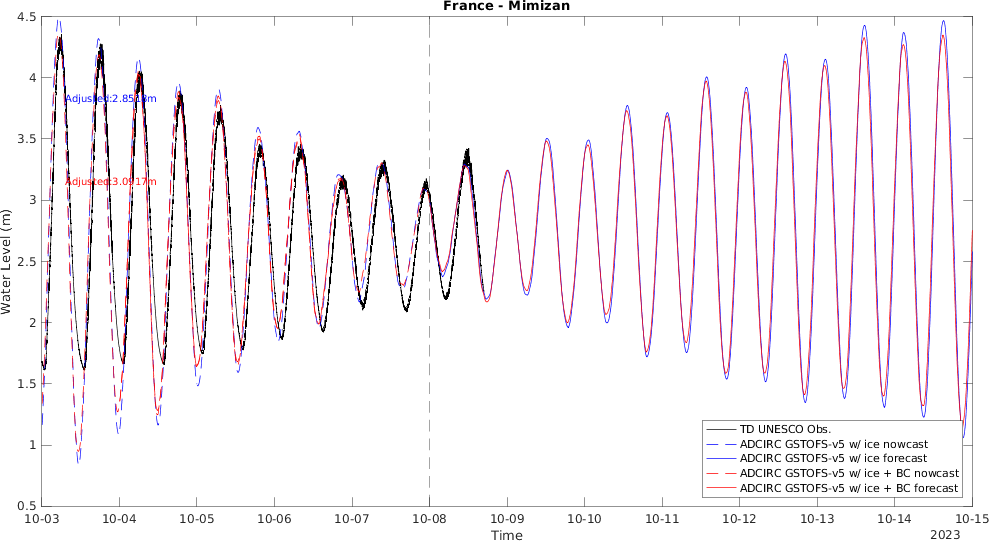 France - Mimizan
4.5
4
3.5
3
2.5
2
1.5
1
0.5
Water Level (m)
Adjusted:3.0917m
TD UNESCO Obs.
ADCIRC GSTOFS-v5 w/ ice nowcast
ADCIRC GSTOFS-v5 w/ ice forecast
ADCIRC GSTOFS-v5 w/ ice + BC nowcast
ADCIRC GSTOFS-v5 w/ ice + BC forecast
10-03 10-04 10-05 10-06 10-07 10-08 10-09 10-10 10-11 10-12 10-13 10-14 10-15
Time
2023